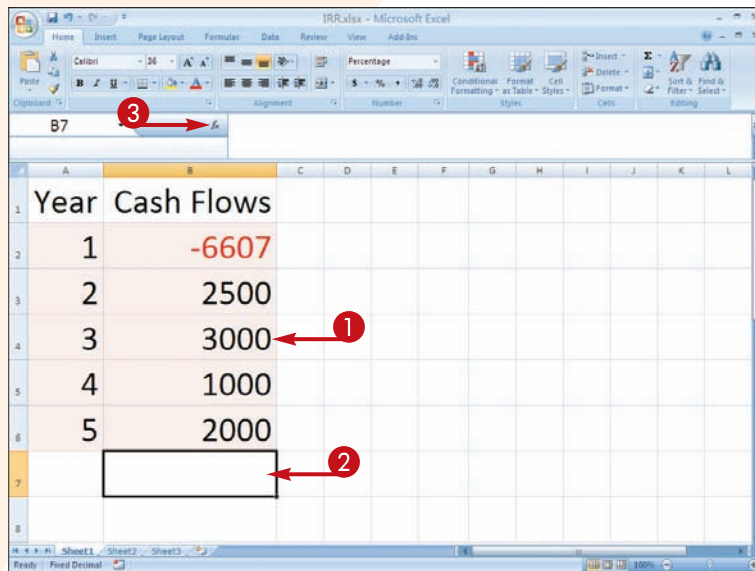 IRR.xlsx - Microsoft Excel
Home Insert Page Layout Formulas Data Review View Add-Ins
Paste
Calibri 36 A A
B I U A
Percentage
$ % ,
Conditional Formatting Format as Table Cell Styles
Insert
Delete
Format
Σ
Sort & Filter Find & Select
Clipboard Alignment Number Styles Cells Editing
B7 3 fx
A B C D E F G H I J K L
1 Year Cash Flows
2 1 -6607
3 2 2500
4 3 3000 1
5 4 1000
6 5 2000
7 2
8
Sheet1 Sheet2 Sheet3
Ready Fixed Decimal 100%